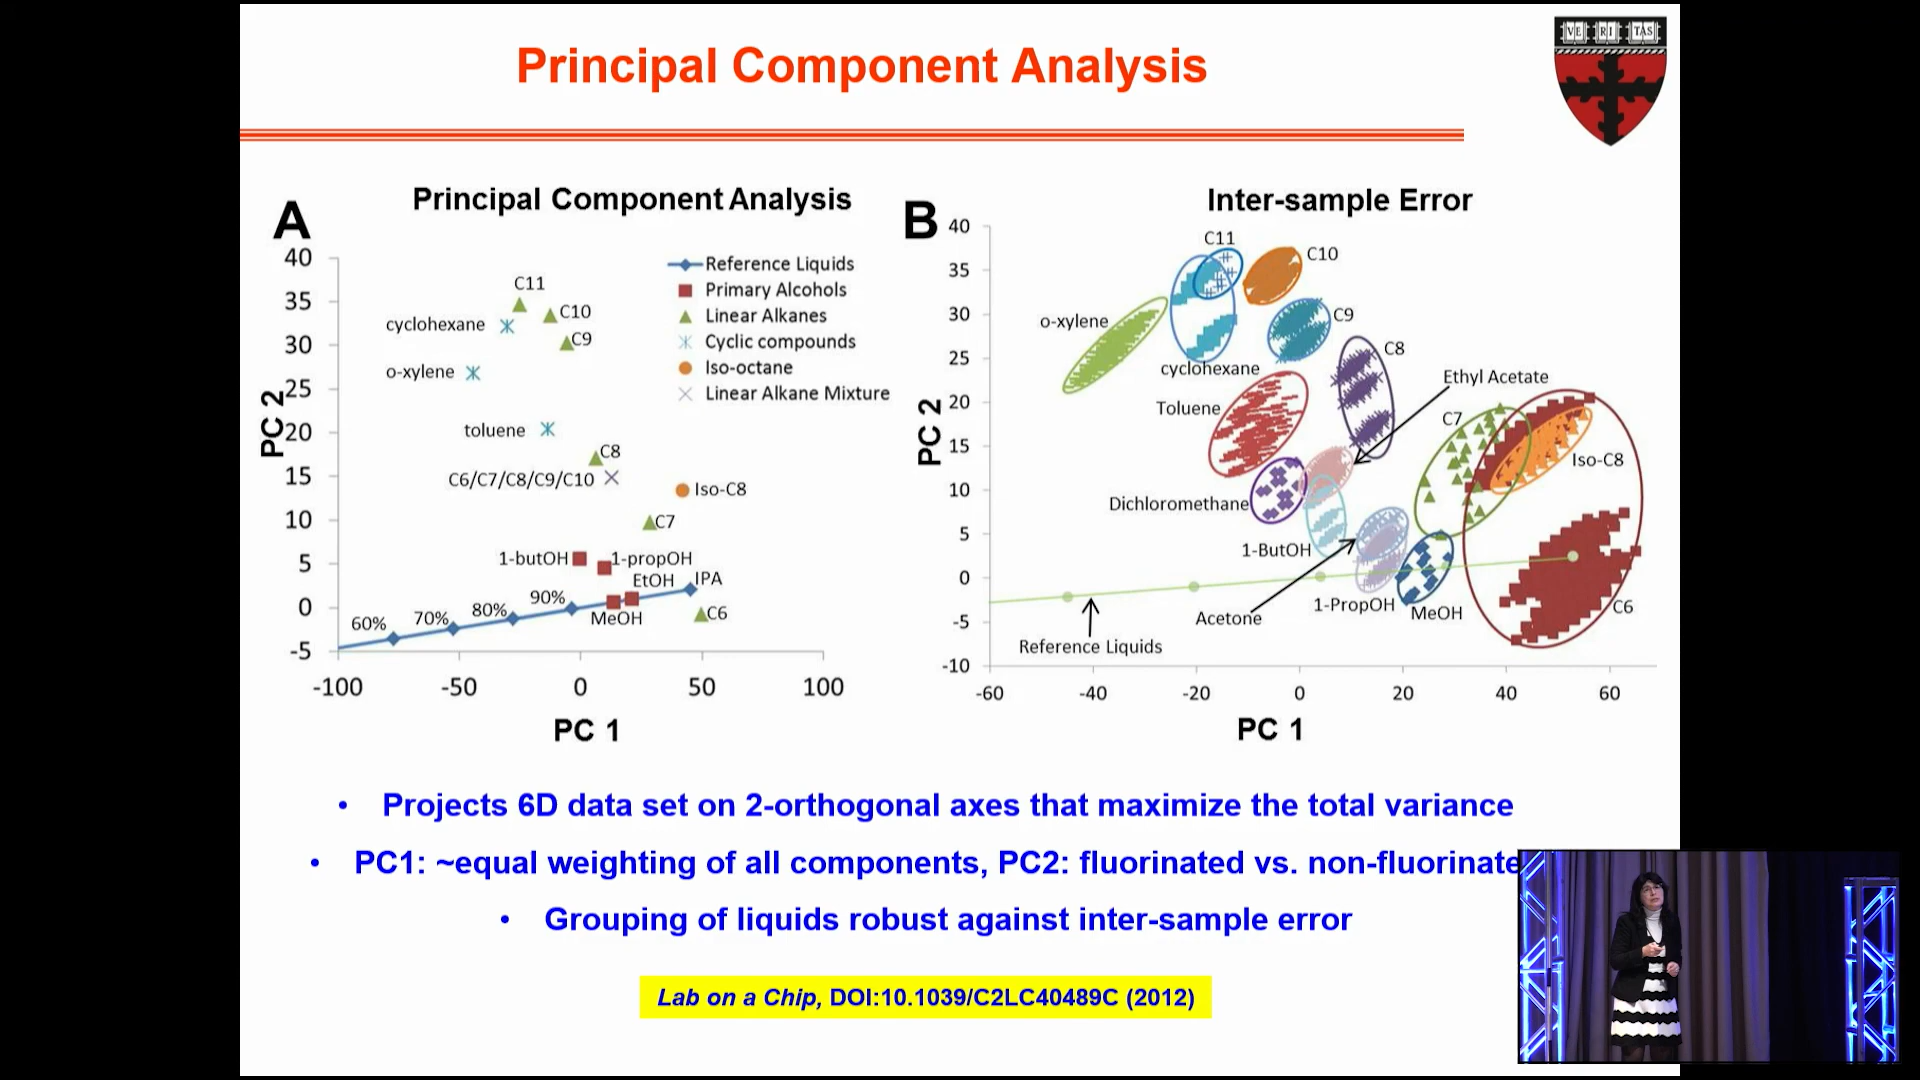 Principal Component Analysis
VE RI TAS
A
Principal Component Analysis
40
35
30
25
20
15
10
5
0
-5
PC 2
-100
-50
0
50
100
PC 1
Reference Liquids
Primary Alcohols
Linear Alkanes
Cyclic compounds
Iso-octane
Linear Alkane Mixture
C11
C10
cyclohexane
C9
o-xylene
toluene
C8
C6/C7/C8/C9/C10
Iso-C8
C7
1-butOH
1-propOH
EtOH
IPA
90%
80%
70%
60%
MeOH
C6
B
Inter-sample Error
40
35
30
25
20
15
10
5
0
-5
-10
PC 2
-60
-40
-20
0
20
40
60
PC 1
C11
C10
o-xylene
C9
C8
cyclohexane
Ethyl Acetate
Toluene
C7
Iso-C8
Dichloromethane
1-ButOH
1-PropOH
MeOH
C6
Acetone
Reference Liquids
• Projects 6D data set on 2-orthogonal axes that maximize the total variance
• PC1: ~equal weighting of all components, PC2: fluorinated vs. non-fluorinate
• Grouping of liquids robust against inter-sample error
Lab on a Chip, DOI:10.1039/C2LC40489C (2012)